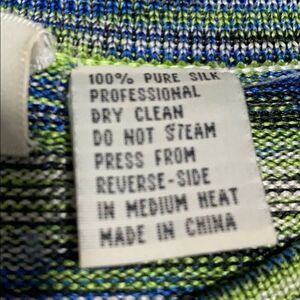 100% PURE SILK
PROFESSIONAL
DRY CLEAN
DO NOT STEAM
PRESS FROM
REVERSE-SIDE
IN MEDIUM HEAT
MADE IN CHINA